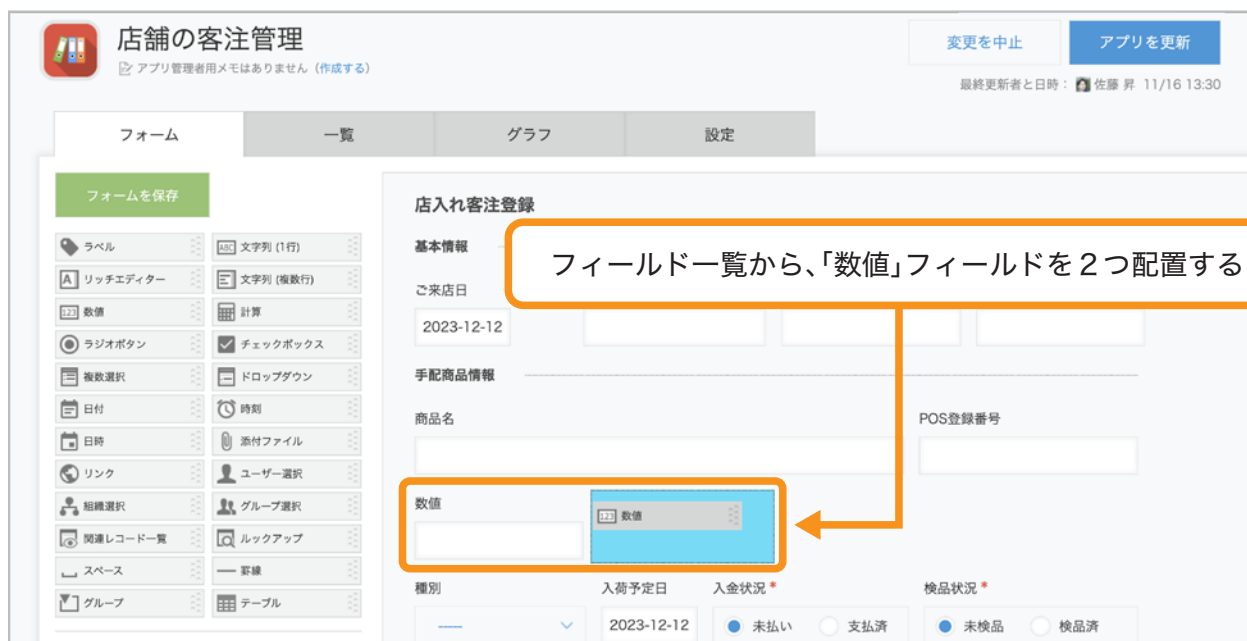 店舗の客注管理
アプリ管理者用メモはありません（作成する）
変更を中止
アプリを更新
最終更新者と日時： 佐藤 昇 11/16 13:30
フォーム
一覧
グラフ
設定
フォームを保存
ラベル
ABC 文字列 (1行)
A リッチエディター
文字列 (複数行)
123 数値
計算
ラジオボタン
チェックボックス
複数選択
ドロップダウン
日付
時刻
日時
添付ファイル
リンク
ユーザー選択
組織選択
グループ選択
関連レコード一覧
ルックアップ
スペース
罫線
グループ
テーブル
店入れ客注登録
基本情報
フィールド一覧から、「数値」フィールドを２つ配置する
ご来店日
2023-12-12
手配商品情報
商品名
POS登録番号
数値
123 数値
種別
入荷予定日
入金状況 *
検品状況 *
-----
2023-12-12
未払い
支払済
未検品
検品済